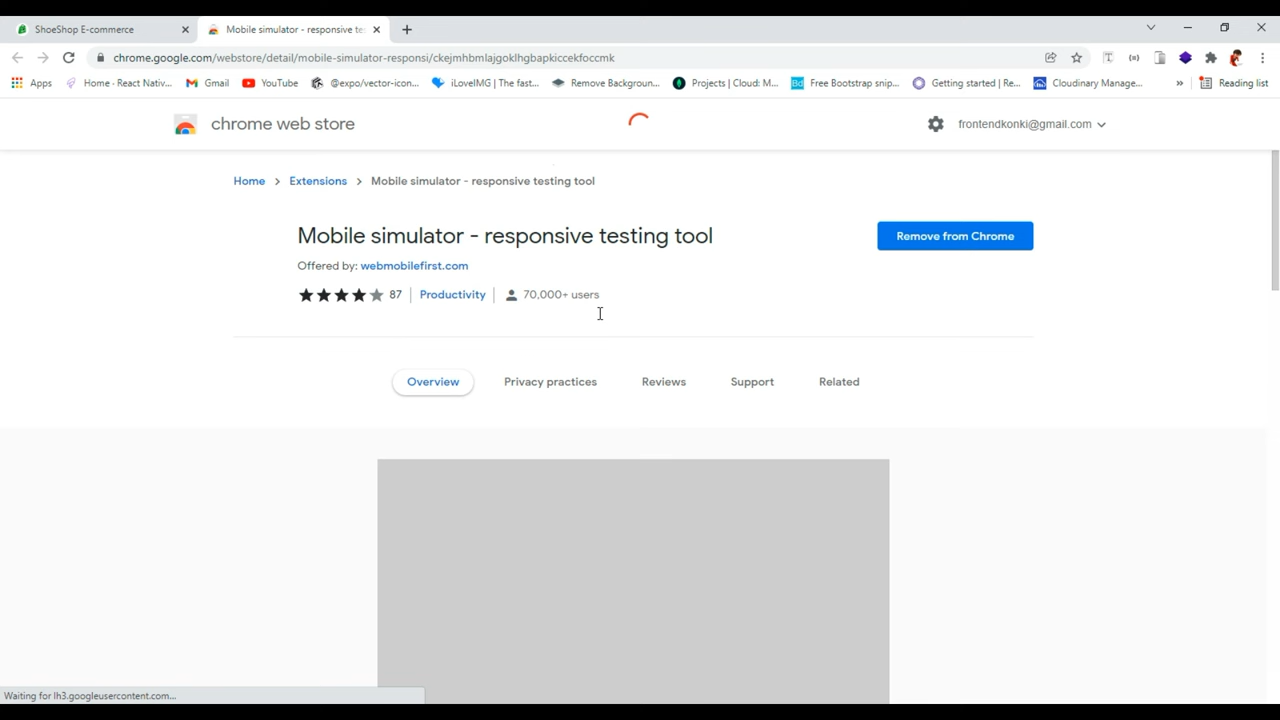 ShoeShop E-commerce
Mobile simulator - responsive te
chrome.google.com/webstore/detail/mobile-simulator-responsi/ckejmhbmlajgoklhgbapkiccekfoccmk
Apps Home - React Nativ... Gmail YouTube @expo/vector-icon... iLoveIMG | The fast... Remove Background... Projects | Cloud: M... Free Bootstrap snip... Getting started | Re... Cloudinary Manage... » Reading list
chrome web store
frontendkonki@gmail.com
Home > Extensions > Mobile simulator - responsive testing tool
Mobile simulator - responsive testing tool
Remove from Chrome
Offered by: webmobilefirst.com
87 | Productivity | 70,000+ users
Overview Privacy practices Reviews Support Related
Waiting for lh3.googleusercontent.com...